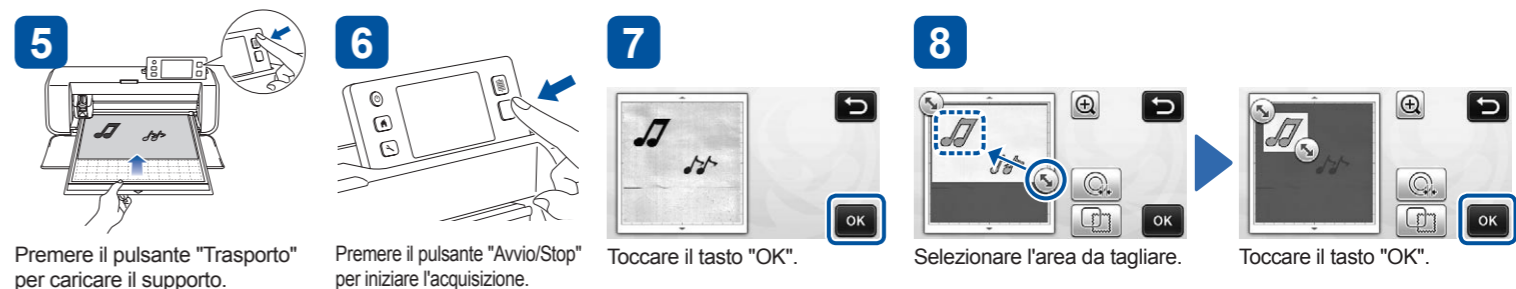 5
Premere il pulsante "Trasporto"
per caricare il supporto.
6
Premere il pulsante "Avvio/Stop"
per iniziare l'acquisizione.
7
OK
Toccare il tasto "OK".
8
OK
Selezionare l'area da tagliare.
OK
Toccare il tasto "OK".